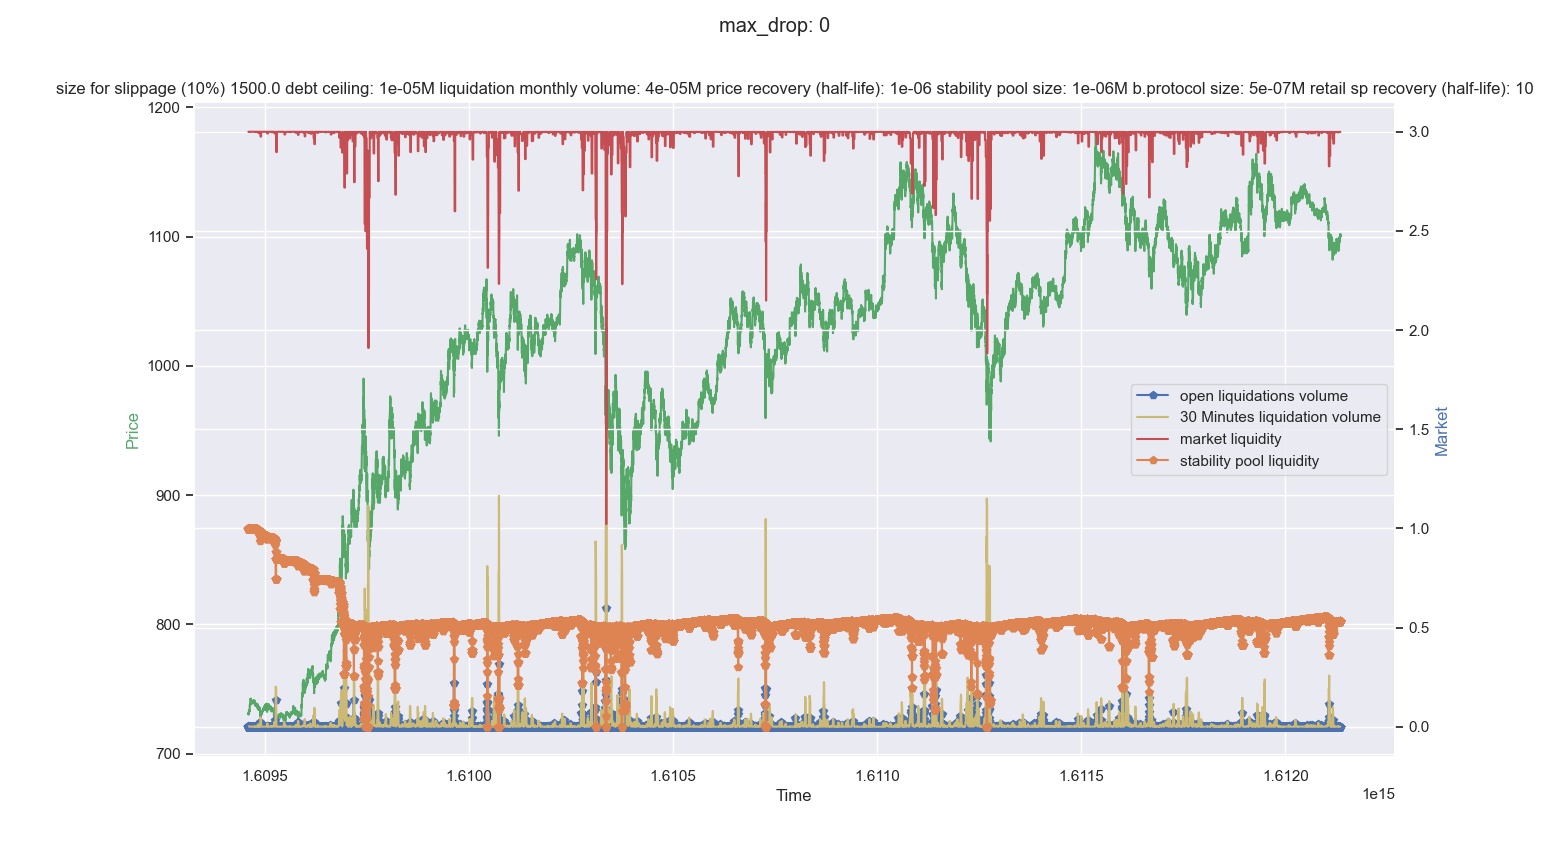 max_drop: 0
size for slippage (10%) 1500.0 debt ceiling: 1e-05M liquidation monthly volume: 4e-05M price recovery (half-life): 1e-06 stability pool size: 1e-06M b.protocol size: 5e-07M retail sp recovery (half-life): 10
1200
1100
1000
900
800
700
Price
3.0
2.5
2.0
1.5
1.0
0.5
0.0
Market
open liquidations volume
30 Minutes liquidation volume
market liquidity
stability pool liquidity
1.6095 1.6100 1.6105 1.6110 1.6115 1.6120
Time
1e15